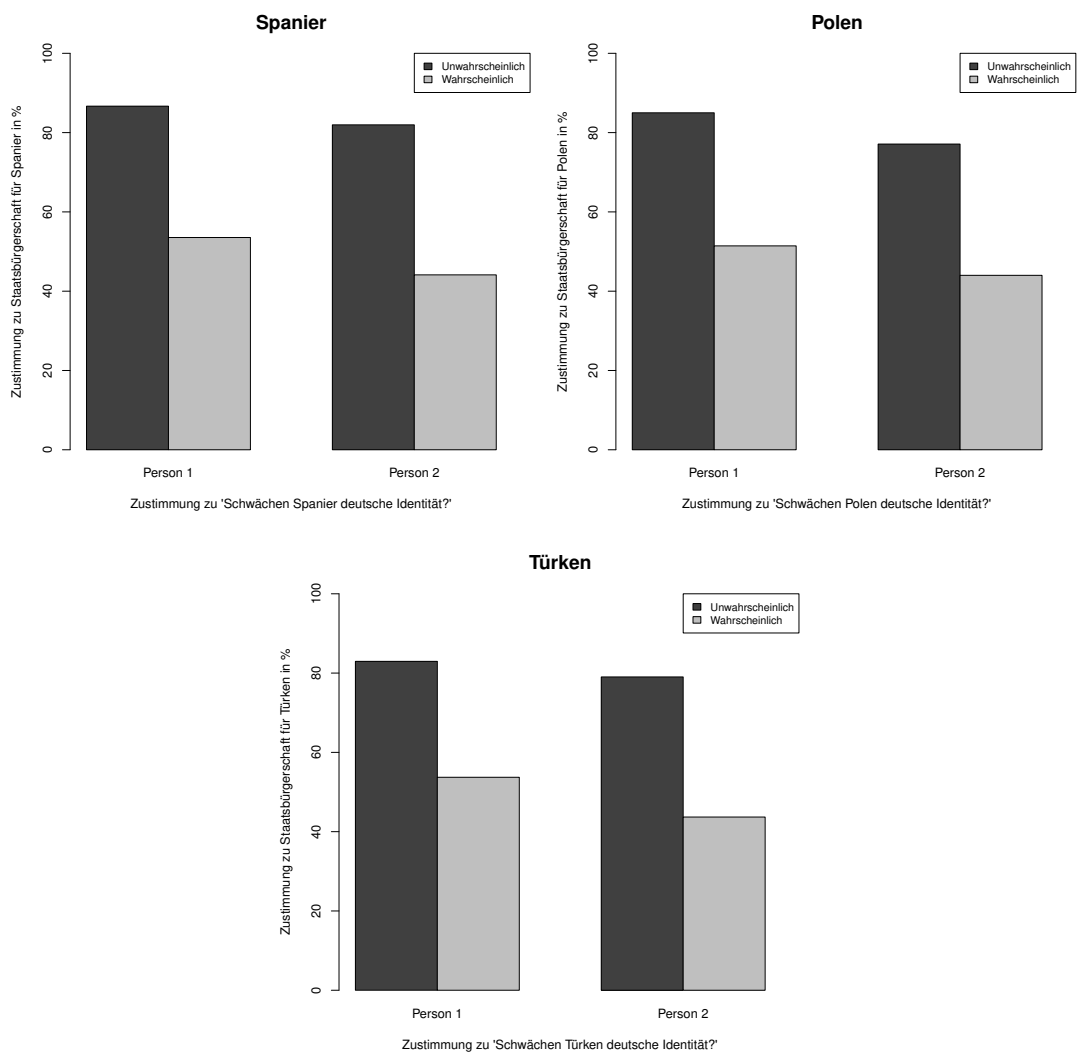 Spanier
Zustimmung zu Staatsbürgerschaft für Spanier in %
0
20
40
60
80
100
Unwahrscheinlich
Wahrscheinlich
Person 1
Person 2
Zustimmung zu 'Schwächen Spanier deutsche Identität?'
Polen
Zustimmung zu Staatsbürgerschaft für Polen in %
0
20
40
60
80
100
Unwahrscheinlich
Wahrscheinlich
Person 1
Person 2
Zustimmung zu 'Schwächen Polen deutsche Identität?'
Türken
Zustimmung zu Staatsbürgerschaft für Türken in %
0
20
40
60
80
100
Unwahrscheinlich
Wahrscheinlich
Person 1
Person 2
Zustimmung zu 'Schwächen Türken deutsche Identität?'